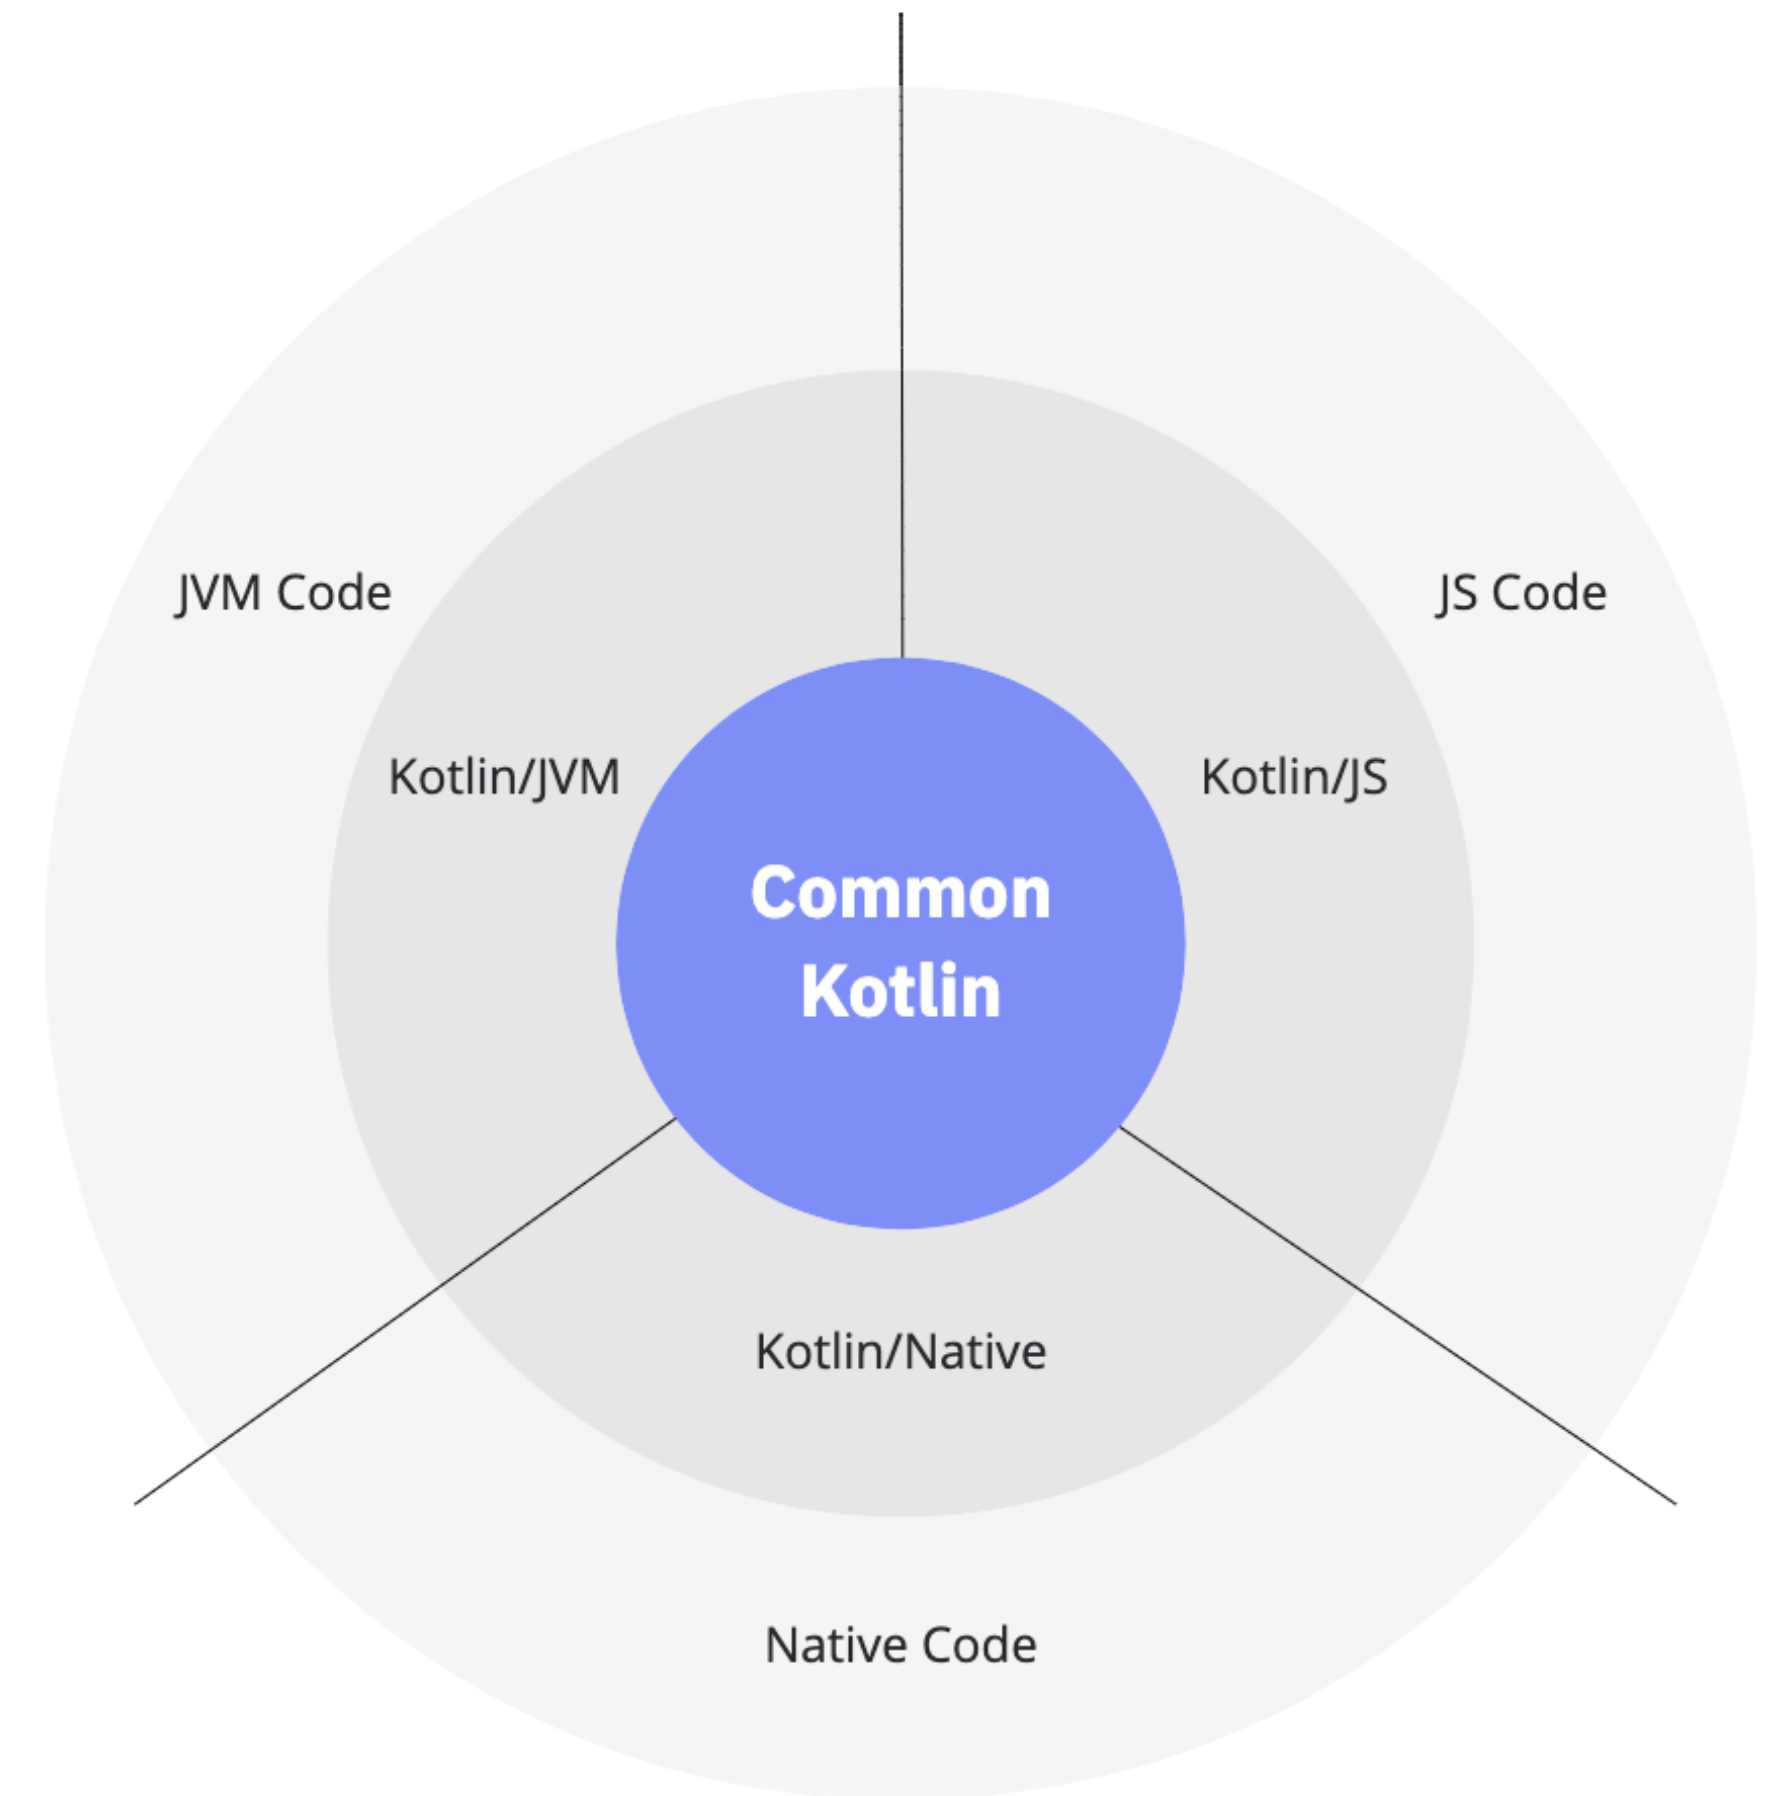 JVM Code
JS Code
Kotlin/JVM
Kotlin/JS
Common
Kotlin
Kotlin/Native
Native Code